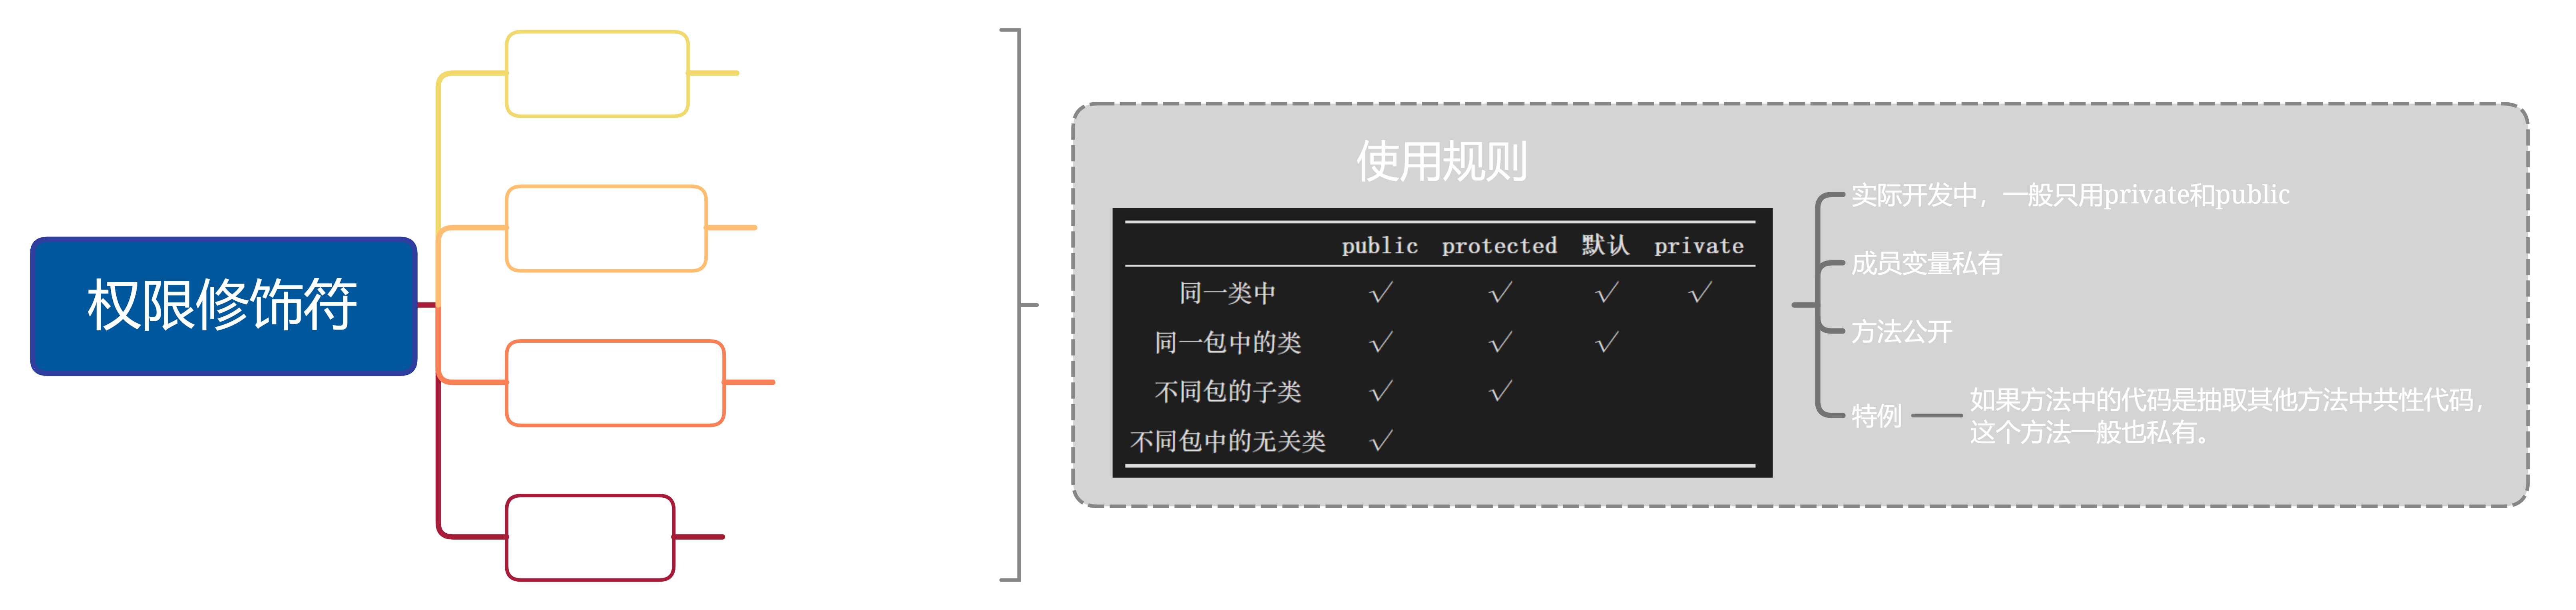 权限修饰符
使用规则
public protected 默认 private
同一类中 √ √ √ √
同一包中的类 √ √ √
不同包的子类 √ √
不同包中的无关类 √
实际开发中，一般只用private和public
成员变量私有
方法公开
特例
如果方法中的代码是抽取其他方法中共性代码，
这个方法一般也私有。